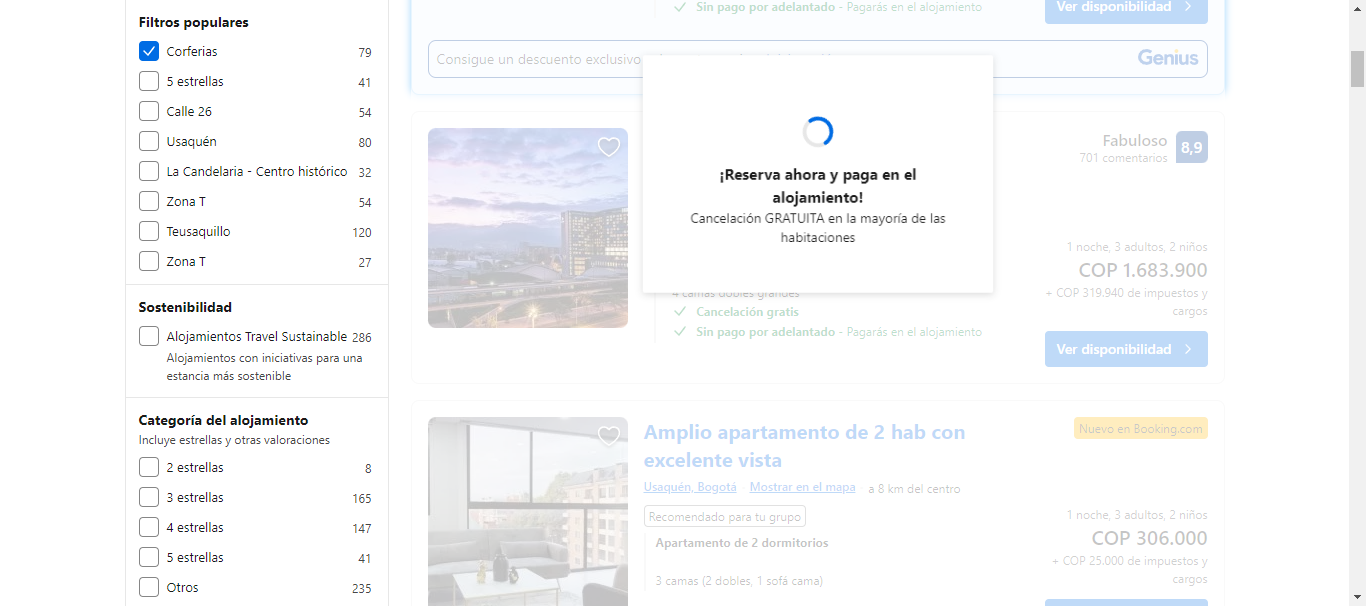 Filtros populares
Corferias 79
5 estrellas 41
Calle 26 54
Usaquén 80
La Candelaria - Centro histórico 32
Zona T 54
Teusaquillo 120
Zona T 27
Sostenibilidad
Alojamientos Travel Sustainable 286
Alojamientos con iniciativas para una
estancia más sostenible
Categoría del alojamiento
Incluye estrellas y otras valoraciones
2 estrellas 8
3 estrellas 165
4 estrellas 147
5 estrellas 41
Otros 235
Sin pago por adelantado - Pagarás en el alojamiento
Ver disponibilidad
Consigue un descuento exclusivo
Genius
¡Reserva ahora y paga en el
alojamiento!
Cancelación GRATUITA en la mayoría de las
habitaciones
Fabuloso
8,9
701 comentarios
4 camas dobles grandes
Cancelación gratis
Sin pago por adelantado - Pagarás en el alojamiento
1 noche, 3 adultos, 2 niños
COP 1.683.900
+ COP 319.940 de impuestos y
cargos
Ver disponibilidad
Amplio apartamento de 2 hab con
excelente vista
Nuevo en Booking.com
Usaquén, Bogotá Mostrar en el mapa a 8 km del centro
Recomendado para tu grupo
Apartamento de 2 dormitorios
3 camas (2 dobles, 1 sofá cama)
1 noche, 3 adultos, 2 niños
COP 306.000
+ COP 25.000 de impuestos y
cargos